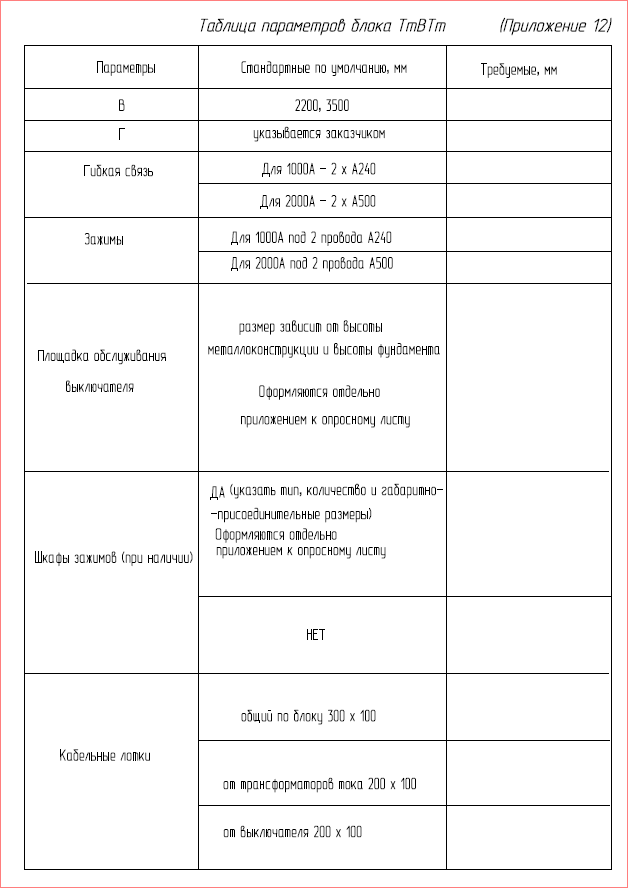 Таблица параметров блока ТтВТт (Приложение 12)
Параметры Стандартные по умолчанию, мм Требуемые, мм
В 2200, 3500
Г указывается заказчиком
Гибкая связь Для 1000А - 2 х А240
Для 2000А - 2 х А500
Зажимы Для 1000А под 2 провода А240
Для 2000А под 2 провода А500
Площадка обслуживания
выключателя
размер зависит от высоты
металлоконструкции и высоты фундамента
Оформляются отдельно
приложением к опросному листу
Шкафы зажимов (при наличии)
ДА (указать тип, количество и габаритно-
-присоединительные размеры)
Оформляются отдельно
приложением к опросному листу
НЕТ
Кабельные лотки
общий по блоку 300 х 100
от трансформаторов тока 200 х 100
от выключателя 200 х 100